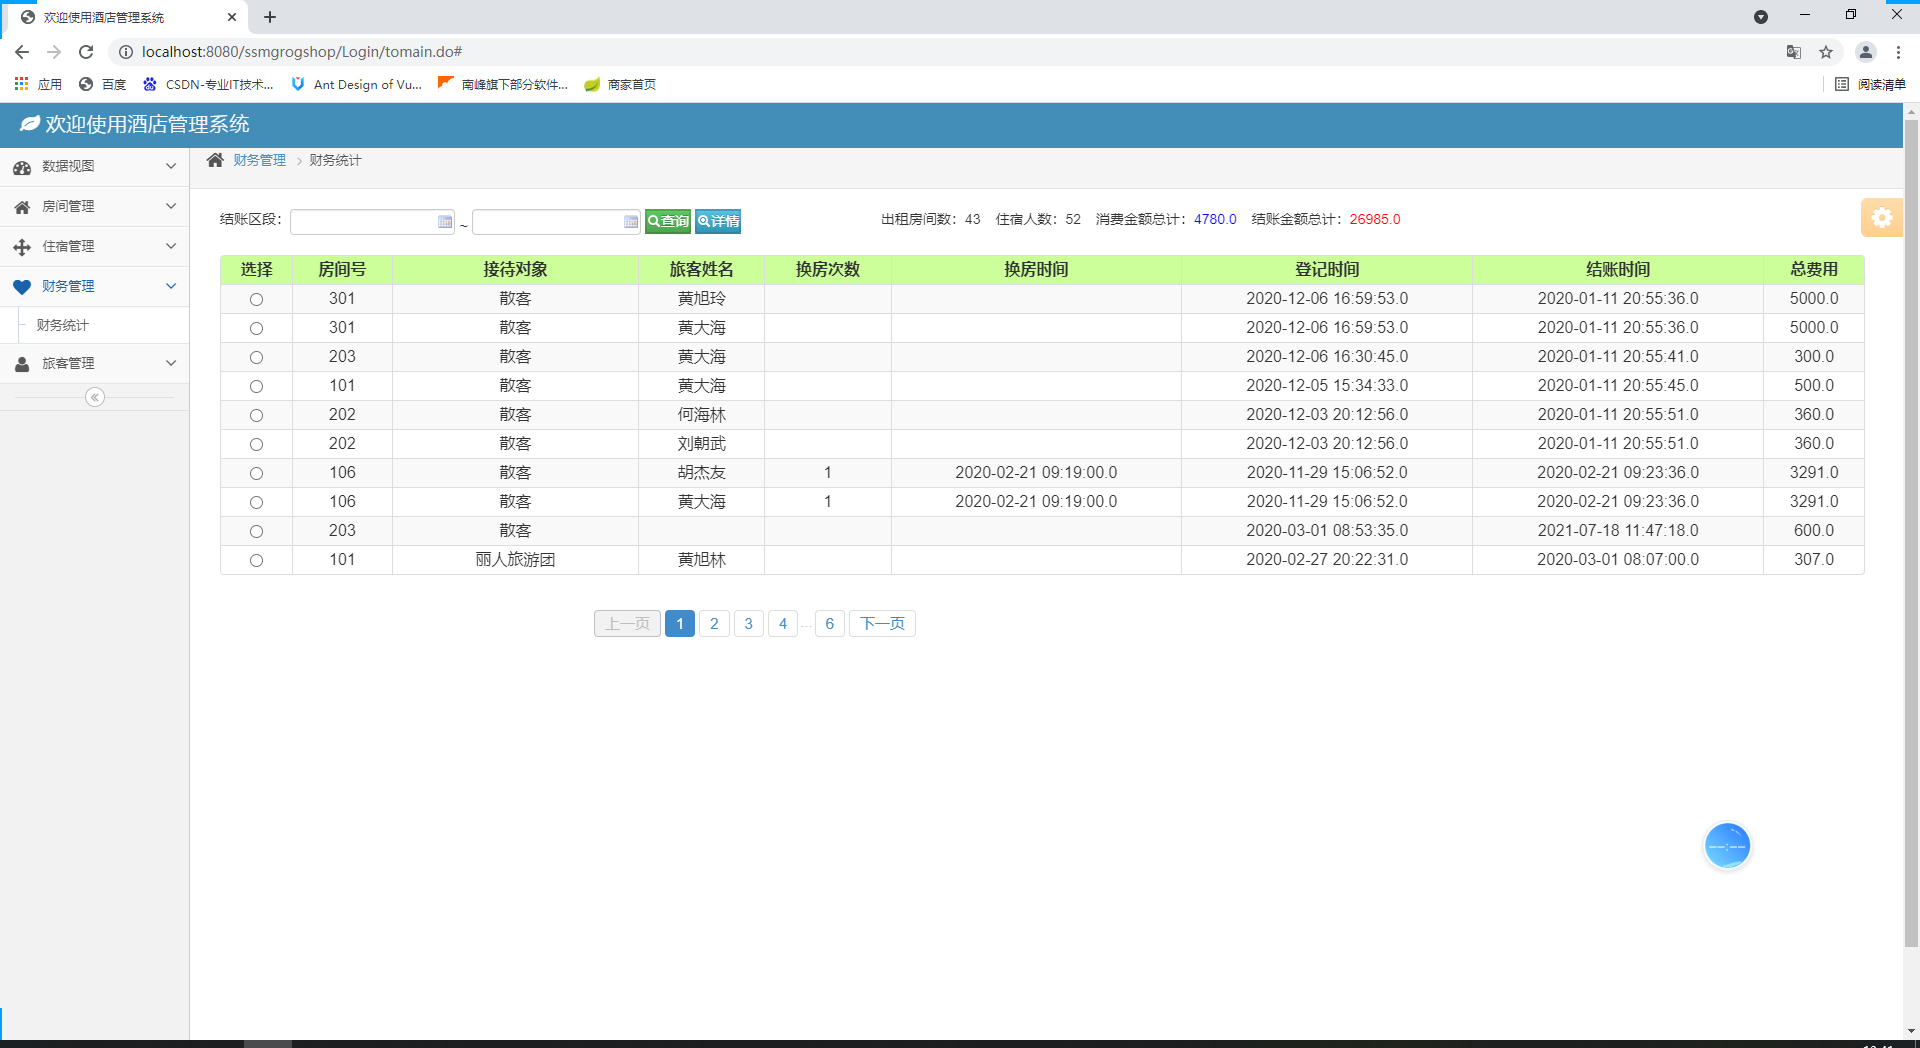 欢迎使用酒店管理系统
localhost:8080/ssmgrogshop/Login/tomain.do#
应用 百度 CSDN-专业IT技术... Ant Design of Vu... 南峰旗下部分软件... 商家首页 阅读清单
欢迎使用酒店管理系统
数据视图
房间管理
住宿管理
财务管理
财务统计
旅客管理
财务管理 > 财务统计
结账区段： ~ 查询 详情 出租房间数：43 住宿人数：52 消费金额总计：4780.0 结账金额总计：26985.0
选择 房间号 接待对象 旅客姓名 换房次数 换房时间 登记时间 结账时间 总费用
301 散客 黄旭玲 2020-12-06 16:59:53.0 2020-01-11 20:55:36.0 5000.0
301 散客 黄大海 2020-12-06 16:59:53.0 2020-01-11 20:55:36.0 5000.0
203 散客 黄大海 2020-12-06 16:30:45.0 2020-01-11 20:55:41.0 300.0
101 散客 黄大海 2020-12-05 15:34:33.0 2020-01-11 20:55:45.0 500.0
202 散客 何海林 2020-12-03 20:12:56.0 2020-01-11 20:55:51.0 360.0
202 散客 刘朝武 2020-12-03 20:12:56.0 2020-01-11 20:55:51.0 360.0
106 散客 胡杰友 1 2020-02-21 09:19:00.0 2020-11-29 15:06:52.0 2020-02-21 09:23:36.0 3291.0
106 散客 黄大海 1 2020-02-21 09:19:00.0 2020-11-29 15:06:52.0 2020-02-21 09:23:36.0 3291.0
203 散客 2020-03-01 08:53:35.0 2021-07-18 11:47:18.0 600.0
101 丽人旅游团 黄旭林 2020-02-27 20:22:31.0 2020-03-01 08:07:00.0 307.0
上一页 1 2 3 4 ... 6 下一页
--:--